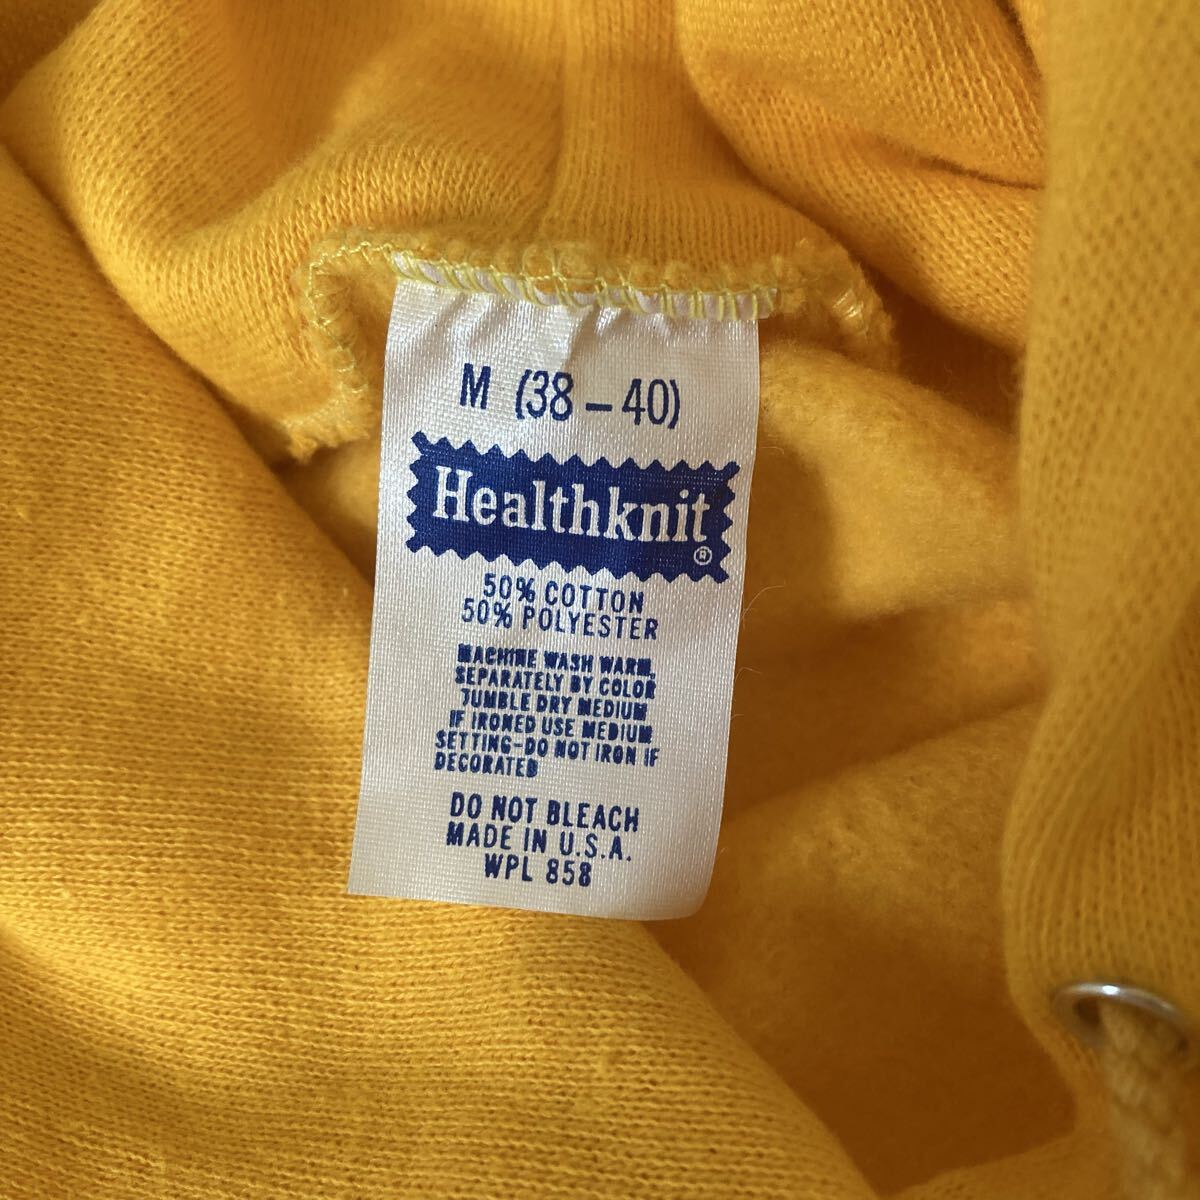 M (38 – 40)
Healthknit®
50% COTTON
50% POLYESTER
MACHINE WASH WARM,
SEPARATELY BY COLOR
TUMBLE DRY MEDIUM
IF IRONED USE MEDIUM
SETTING-DO NOT IRON IF
DECORATED
DO NOT BLEACH
MADE IN U.S.A.
WPL 858